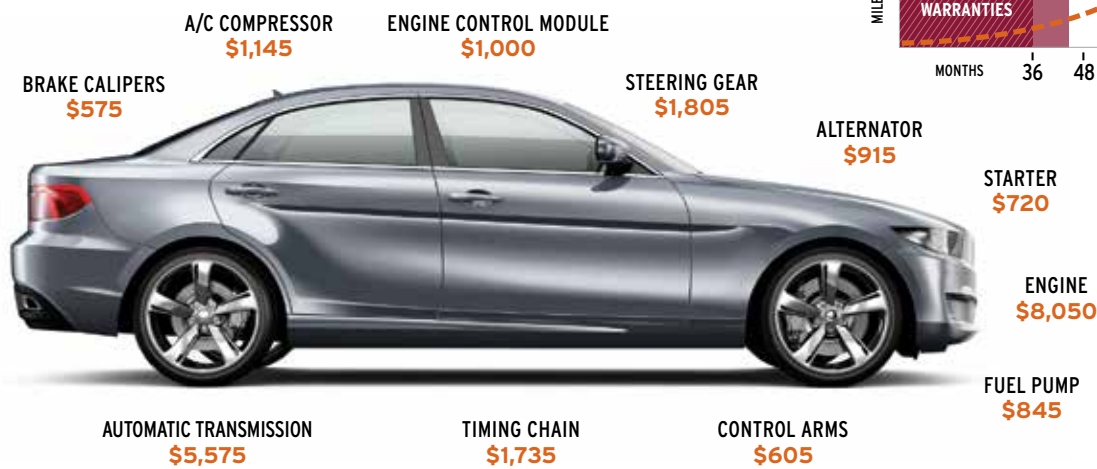 A/C COMPRESSOR
$1,145
ENGINE CONTROL MODULE
$1,000
WARRANTIES
MILE
MONTHS
36
48
BRAKE CALIPERS
$575
STEERING GEAR
$1,805
ALTERNATOR
$915
STARTER
$720
ENGINE
$8,050
FUEL PUMP
$845
AUTOMATIC TRANSMISSION
$5,575
TIMING CHAIN
$1,735
CONTROL ARMS
$605